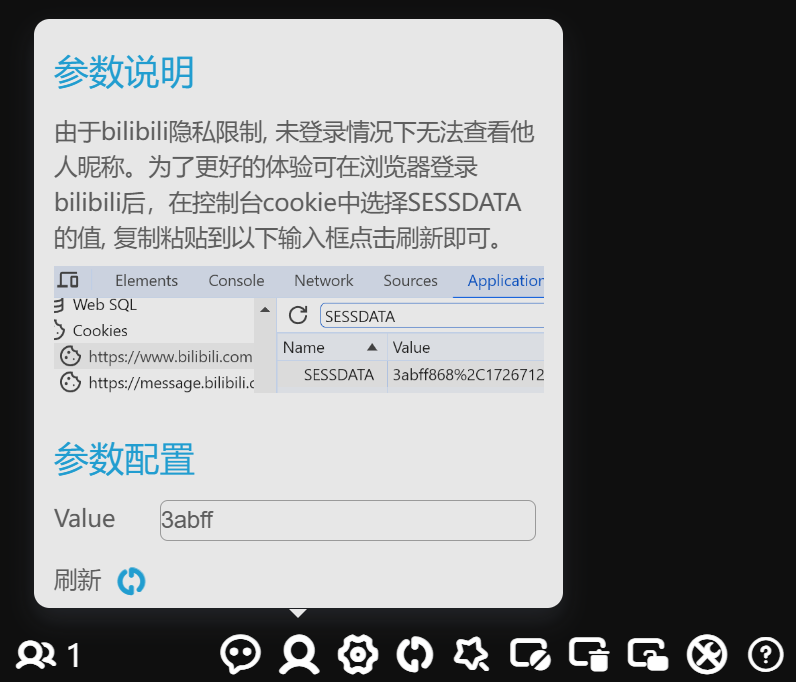 参数说明
由于bilibili隐私限制, 未登录情况下无法查看他
人昵称。为了更好的体验可在浏览器登录
bilibili后，在控制台cookie中选择SESSDATA
的值, 复制粘贴到以下输入框点击刷新即可。
Elements Console Network Sources Application
Web SQL
SESSDATA
Cookies
Name Value
https://www.bilibili.com
SESSDATA 3abff868%2C1726712
https://message.bilibili.c
参数配置
Value 3abff
刷新
1
?